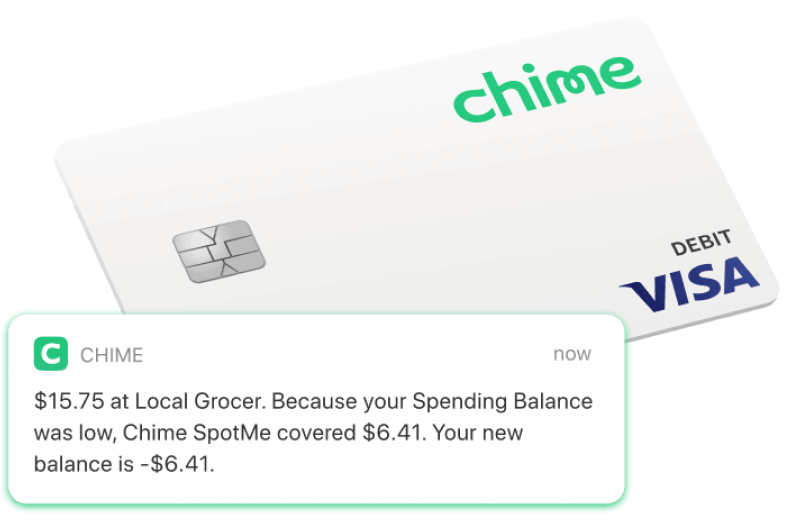 chime
DEBIT
VISA
C CHIME now
$15.75 at Local Grocer. Because your Spending Balance
was low, Chime SpotMe covered $6.41. Your new
balance is -$6.41.